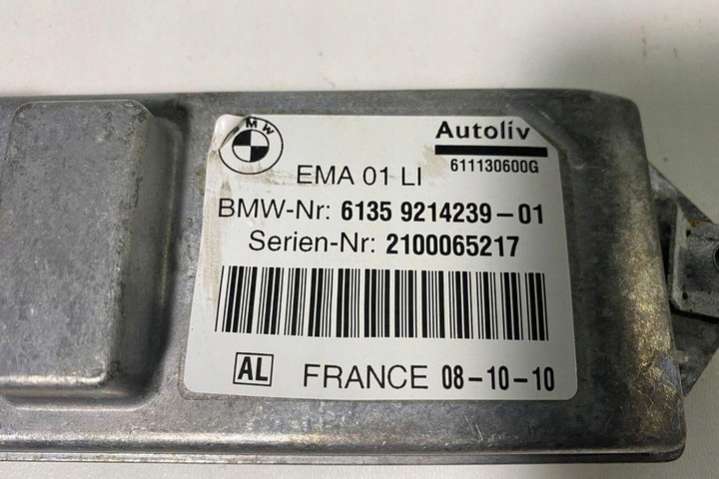 BMW
Autoliv
611130600G
EMA 01 LI
BMW-Nr: 6135 9214239-01
Serien-Nr: 2100065217
AL
FRANCE 08-10-10